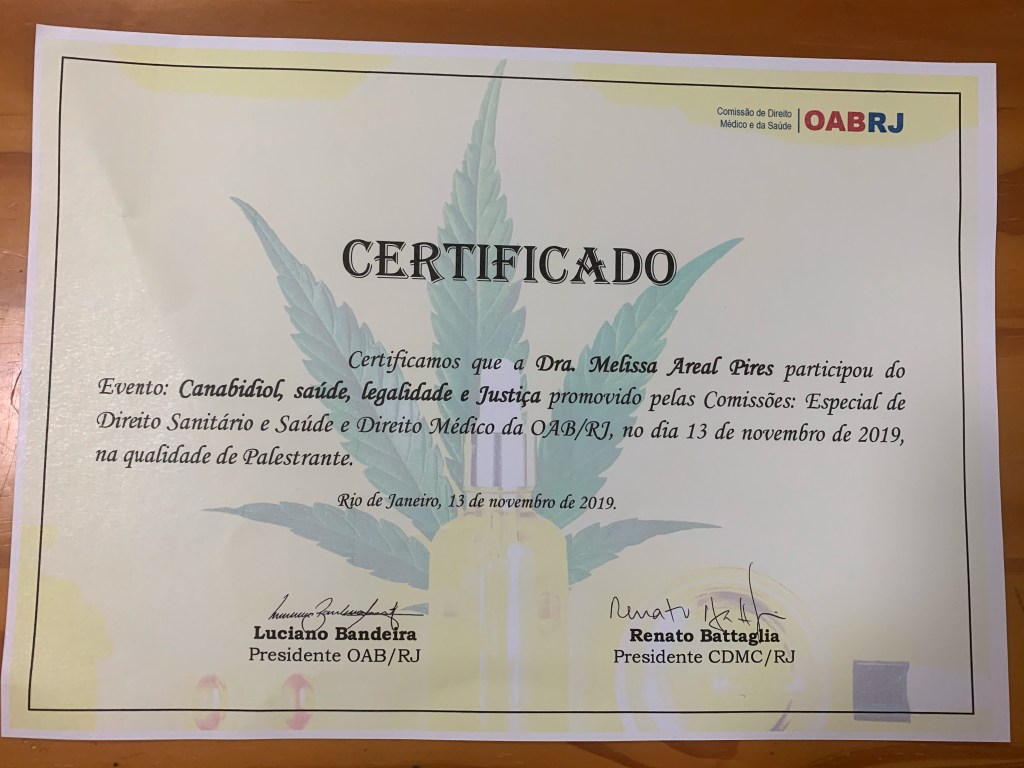 Comissão de Direito
Médico e da Saúde
OABRJ
CERTIFICADO
Certificamos que a Dra. Melissa Areal Pires participou do
Evento: Canabidiol, saúde, legalidade e Justiça promovido pelas Comissões: Especial de
Direito Sanitário e Saúde e Direito Médico da OAB/RJ, no dia 13 de novembro de 2019,
na qualidade de Palestrante.
Rio de Janeiro, 13 de novembro de 2019.
Renato
Luciano Bandeira
Presidente OAB/RJ
Renato Battaglia
Presidente CDMC/RJ